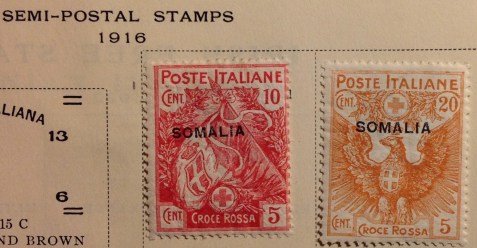 SEMI-POSTAL STAMPS
1916
POSTE ITALIANE
CENT. 10
SOMALIA
CENT 5
CROCE ROSSA
POSTE ITALIANE
CENT. 20
SOMALIA
CENT. 5
CROCE ROSSA
ALIANA
13
6
15 C
ND BROWN